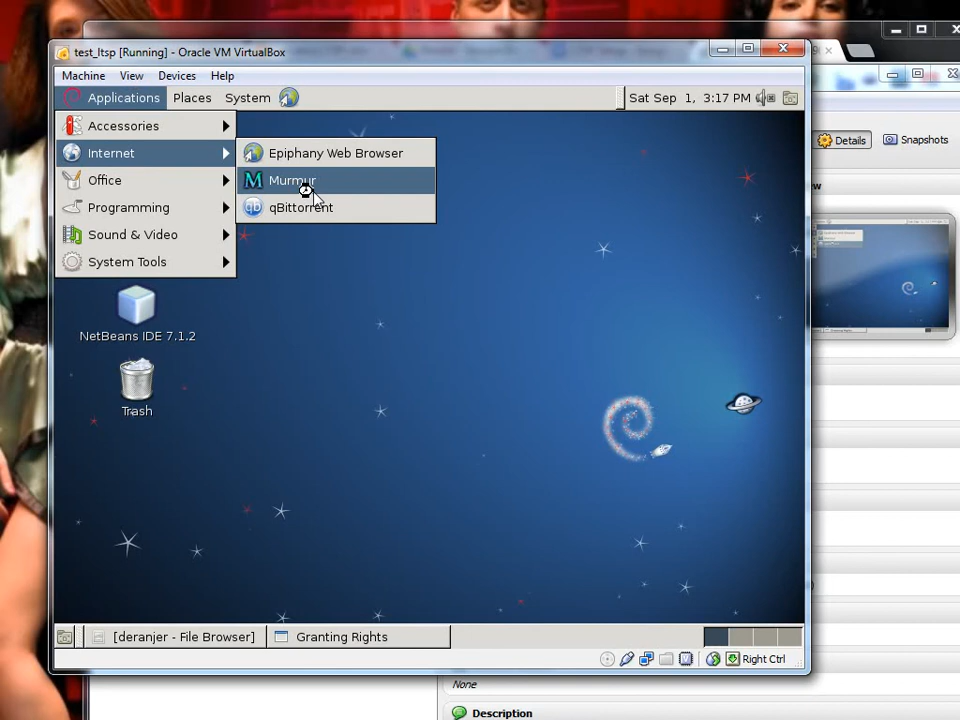 test_ltsp [Running] - Oracle VM VirtualBox
Machine View Devices Help
Applications Places System Sat Sep 1, 3:17 PM
Accessories
Internet
Office
Programming
Sound & Video
System Tools
Epiphany Web Browser
Murmur
qBittorrent
NetBeans IDE 7.1.2
Trash
[deranjer - File Browser] Granting Rights
Right Ctrl
Details Snapshots
None
Description